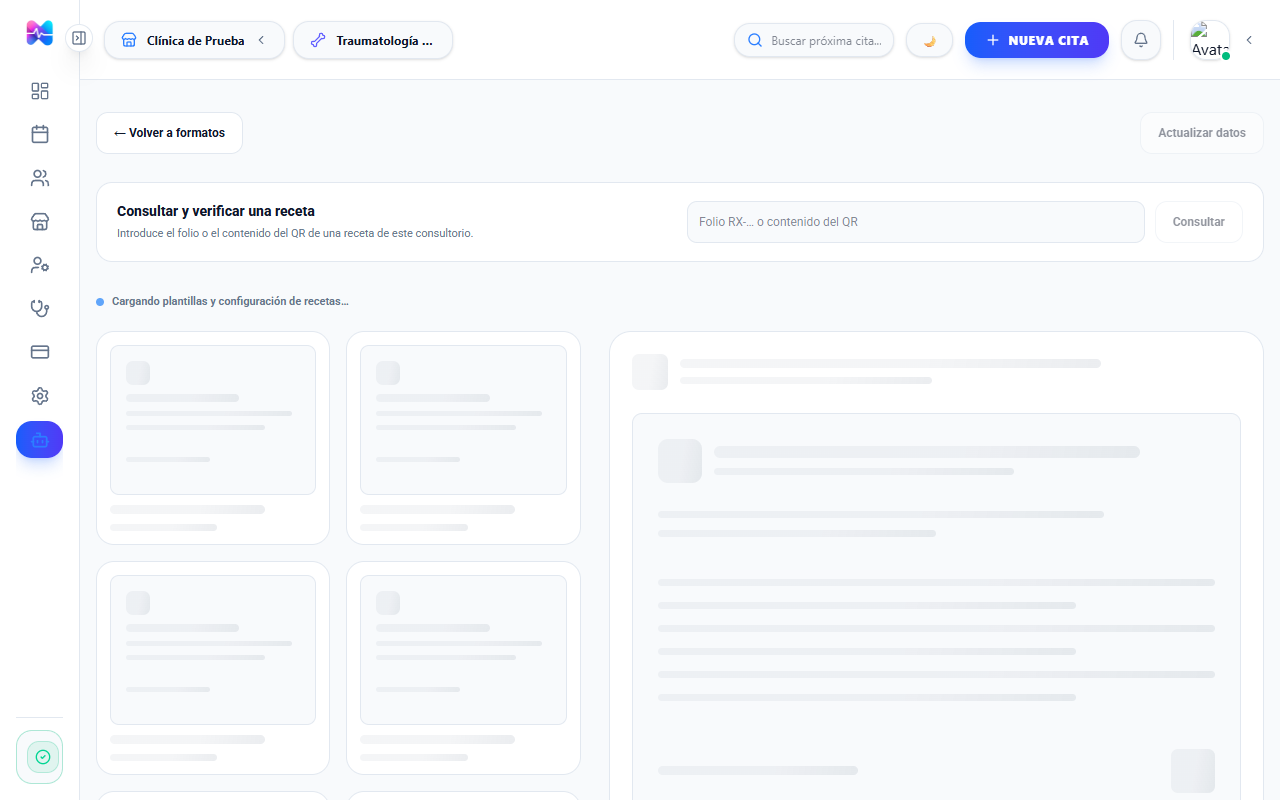 Clínica de Prueba
Traumatología ...
Buscar próxima cita...
NUEVA CITA
Avata
← Volver a formatos
Actualizar datos
Consultar y verificar una receta
Introduce el folio o el contenido del QR de una receta de este consultorio.
Folio RX-... o contenido del QR
Consultar
Cargando plantillas y configuración de recetas...